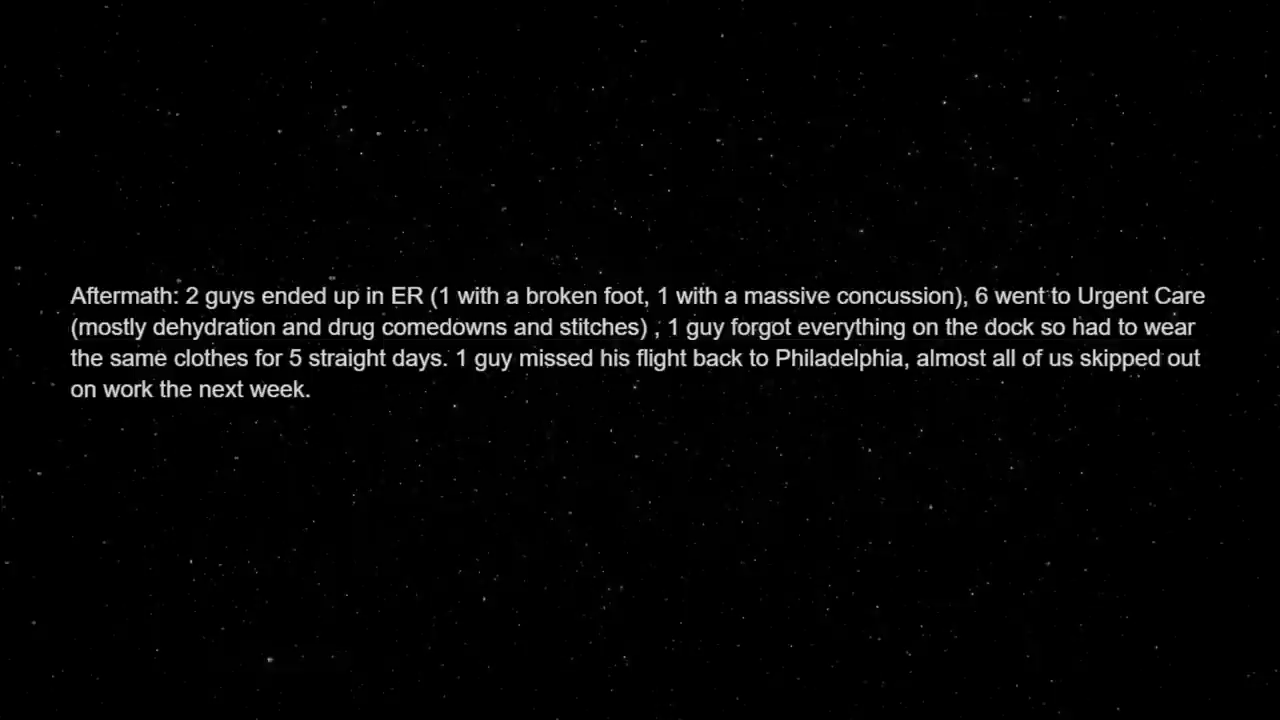 Aftermath: 2 guys ended up in ER (1 with a broken foot, 1 with a massive concussion), 6 went to Urgent Care
(mostly dehydration and drug comedowns and stitches) , 1 guy forgot everything on the dock so had to wear
the same clothes for 5 straight days. 1 guy missed his flight back to Philadelphia, almost all of us skipped out
on work the next week.